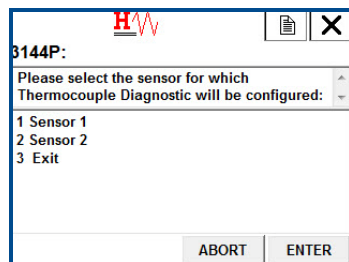 H
3144P:
Please select the sensor for which
Thermocouple Diagnostic will be configured:
1 Sensor 1
2 Sensor 2
3 Exit
ABORT ENTER